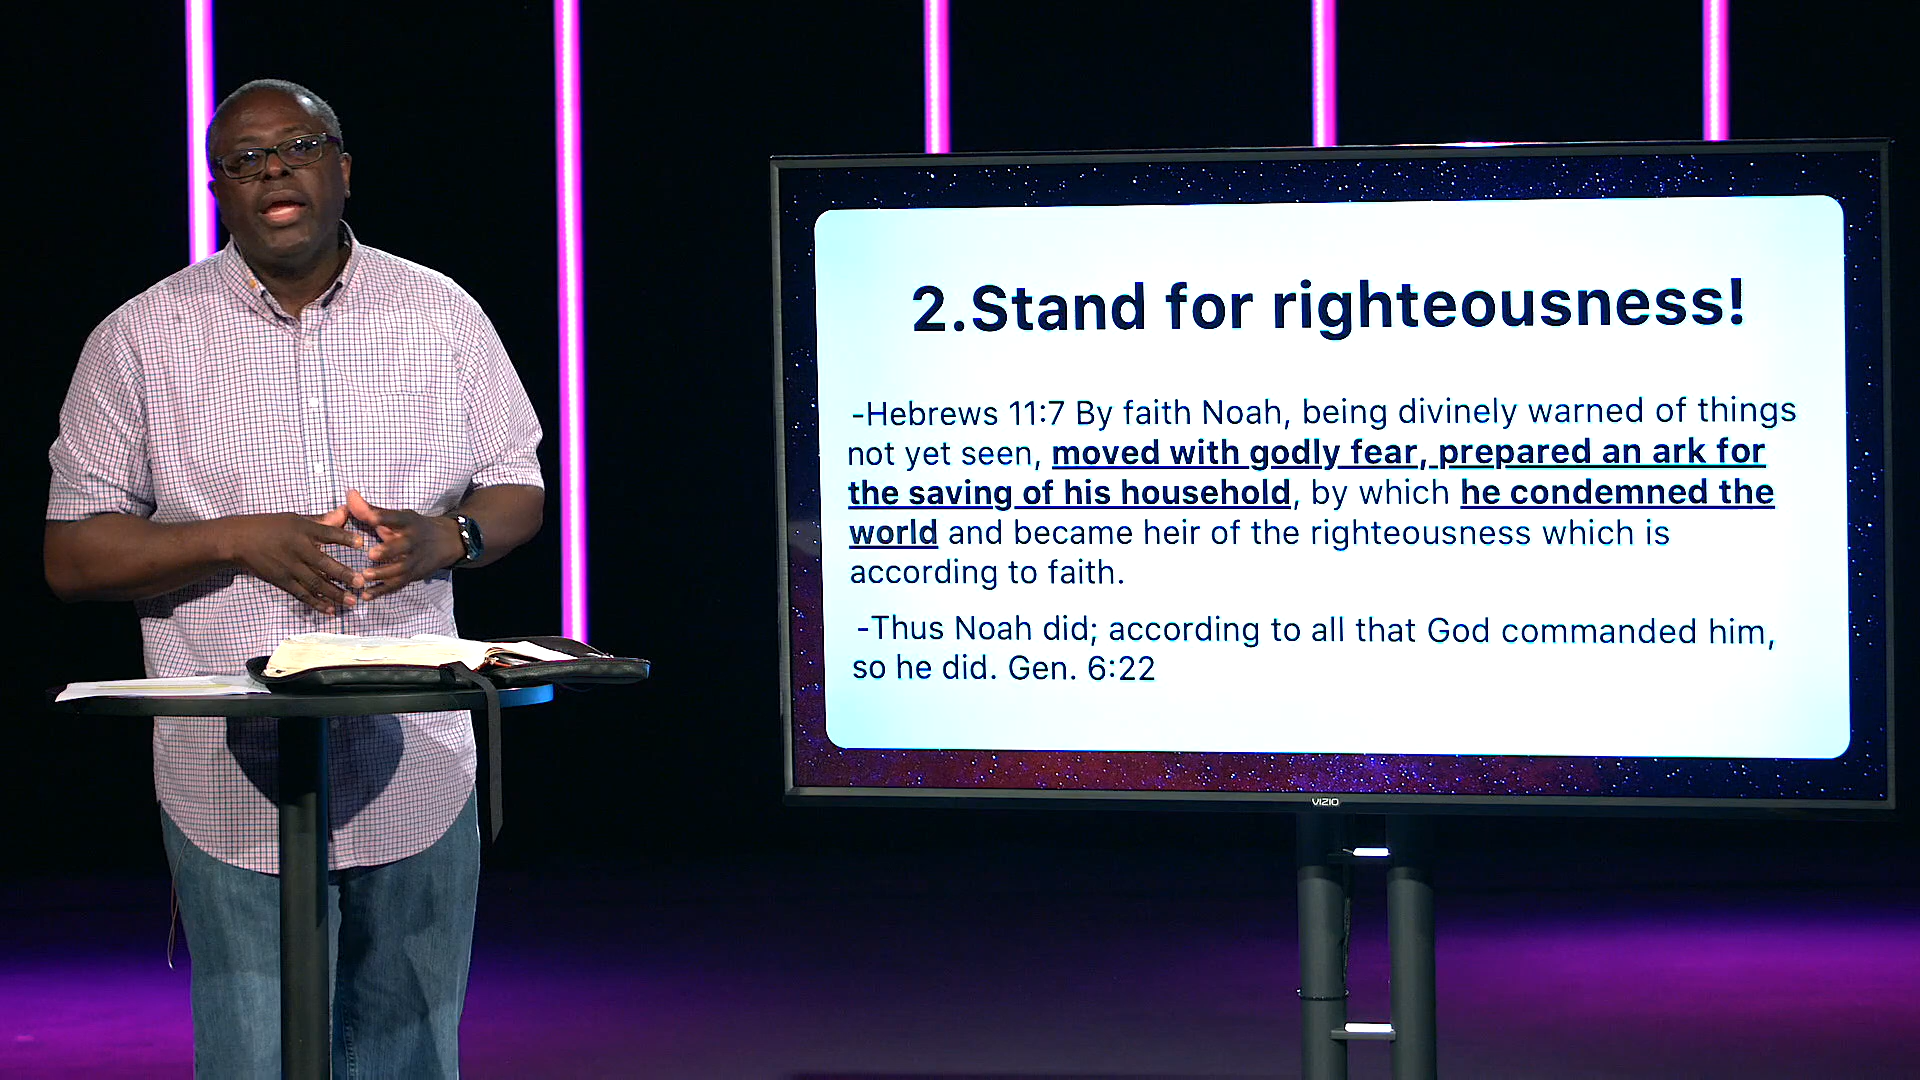 2.Stand for righteousness!
-Hebrews 11:7 By faith Noah, being divinely warned of things
not yet seen, moved with godly fear, prepared an ark for
the saving of his household, by which he condemned the
world and became heir of the righteousness which is
according to faith.
-Thus Noah did; according to all that God commanded him,
so he did. Gen. 6:22
VIZIO